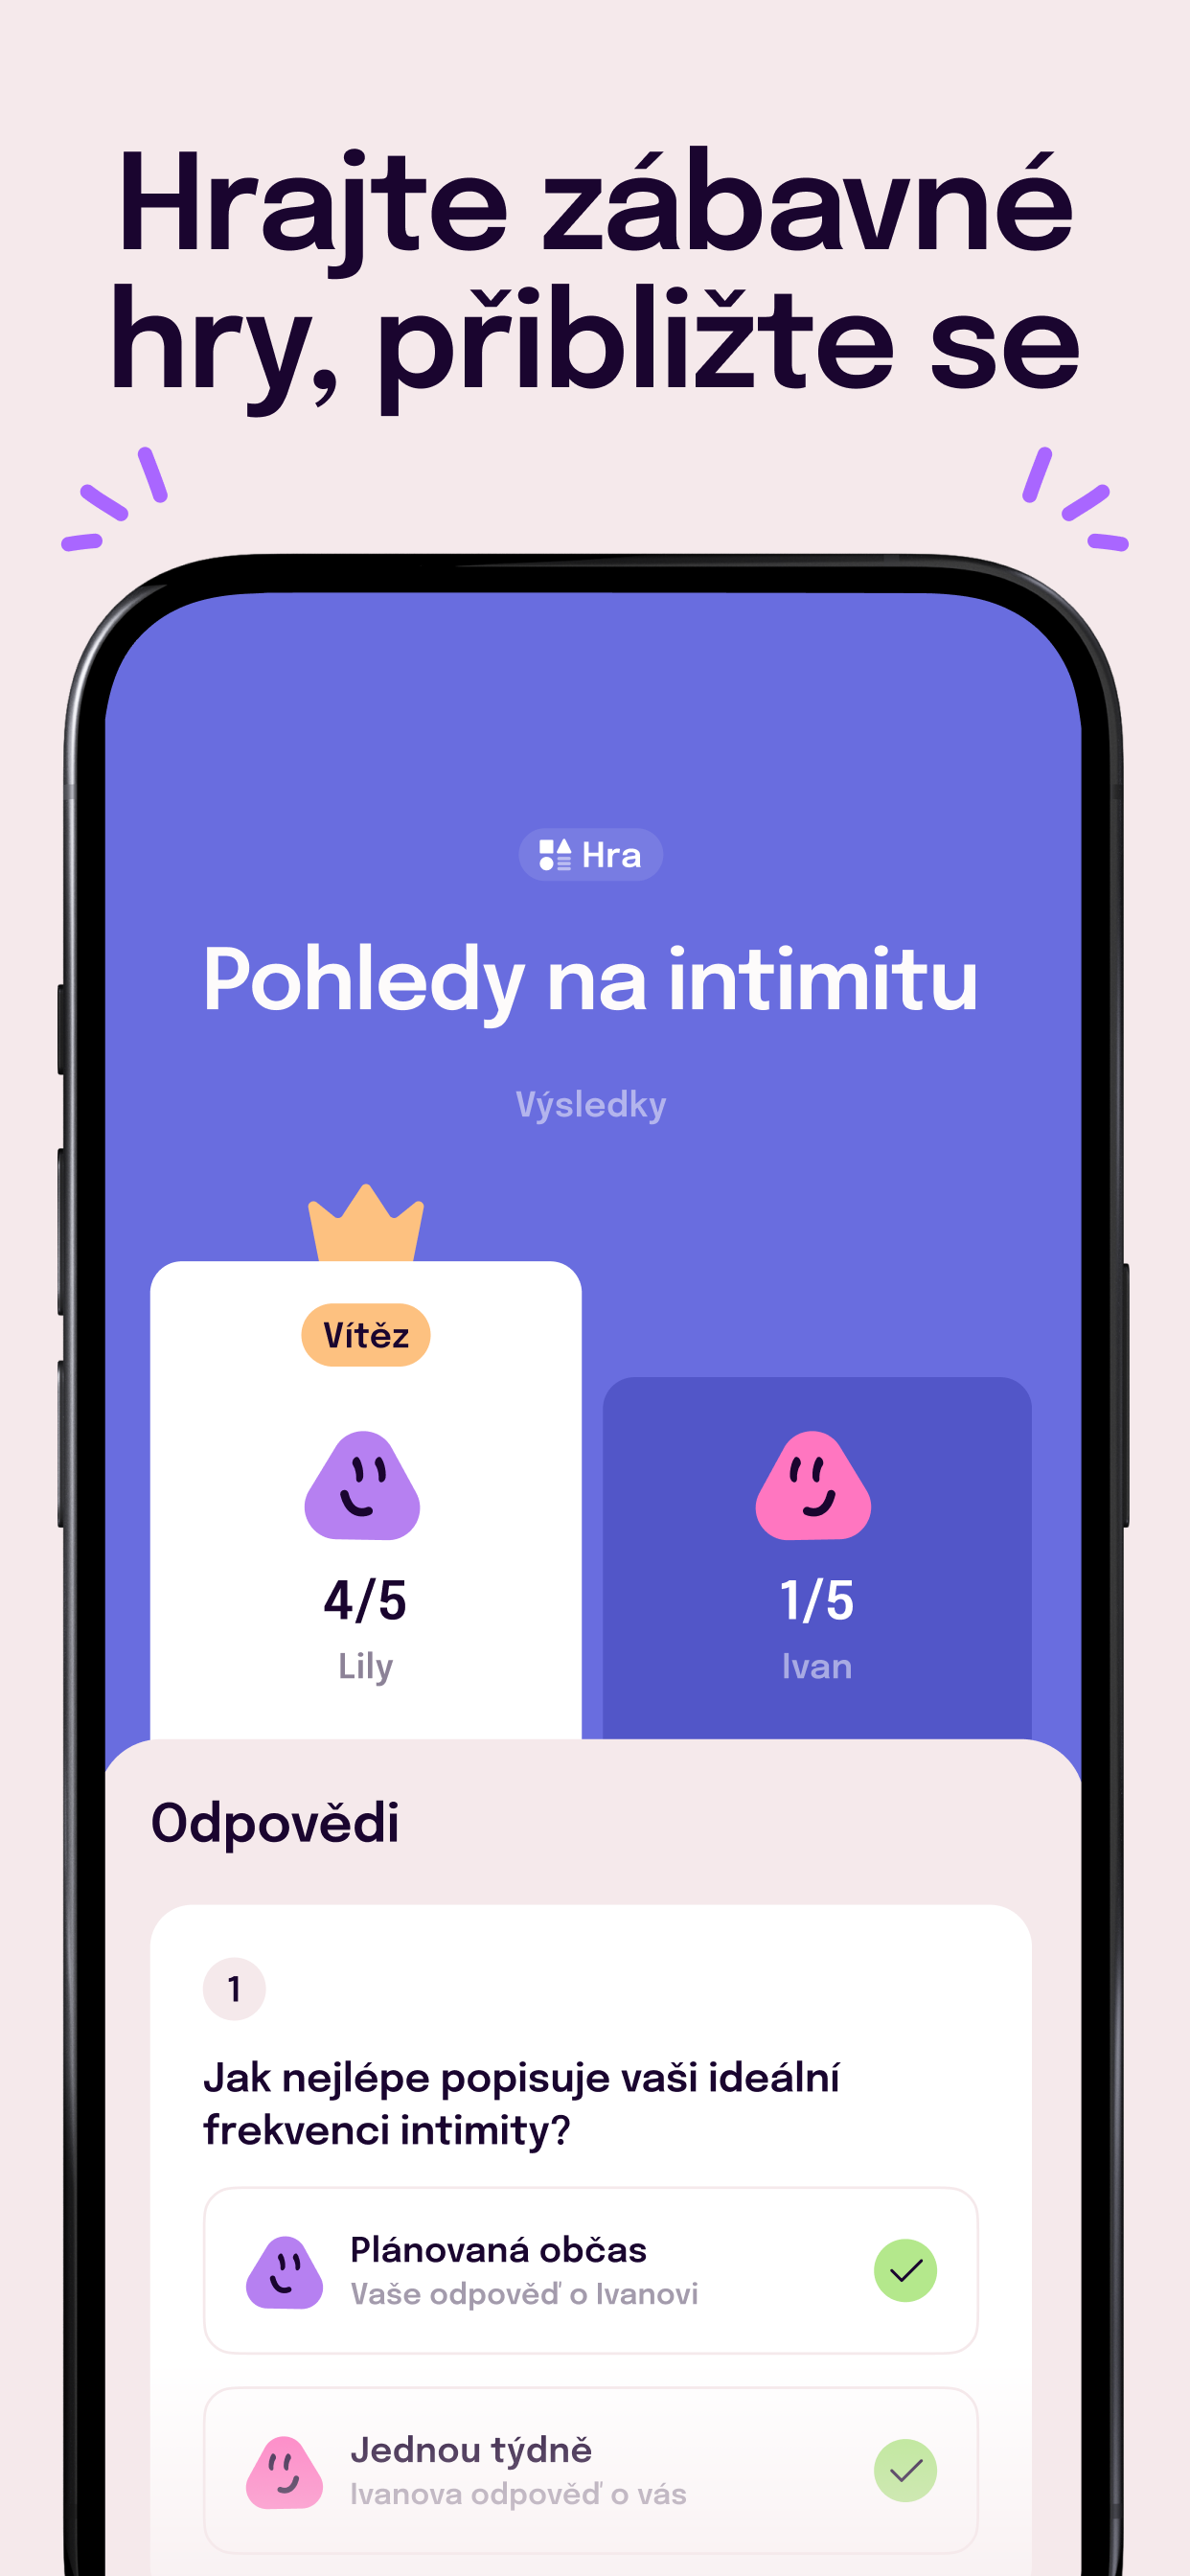 Hrajte zábavné
hry, přibližte se
Hra
Pohledy na intimitu
Výsledky
Vítěz
4/5
Lily
1/5
Ivan
Odpovědi
1
Jak nejlépe popisuje vaši ideální
frekvenci intimity?
Plánovaná občas
Vaše odpověď o Ivanovi
Jednou týdně
Ivanova odpověď o vás